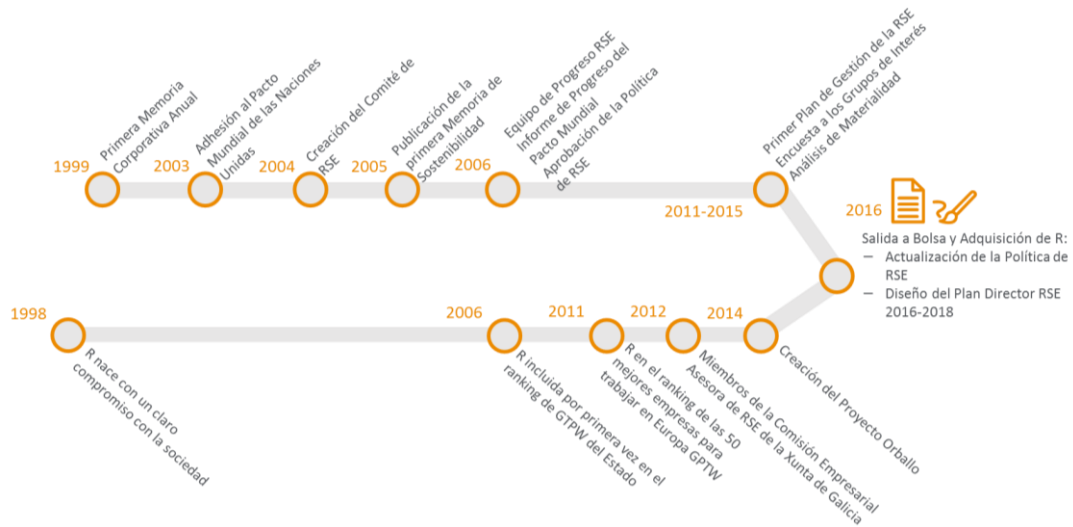 1999
Primera Memoria
Corporativa Anual
2003
Adhesión al Pacto
Mundial de las Naciones
Unidas
2004
Creación del Comité de
RSE
2005
Publicación de la
primera Memoria de
Sostenibilidad
2006
Equipo de Progreso RSE
Informe de Progreso del
Pacto Mundial
Aprobación de la Política
de RSE
2011-2015
Primer Plan de Gestión de la RSE
Encuesta a los Grupos de Interés
Análisis de Materialidad
2016
Salida a Bolsa y Adquisición de R:
– Actualización de la Política de
RSE
– Diseño del Plan Director RSE
2016-2018
1998
R nace con un claro
compromiso con la sociedad
2006
R incluida por primera vez en el
ranking de GTPW del Estado
2011
R en el ranking de las 50
mejores empresas para
trabajar en Europa GPTW
2012
Miembros de la Comisión Empresarial
Asesora de RSE de la Xunta de Galicia
2014
Creación del Proyecto Orballo